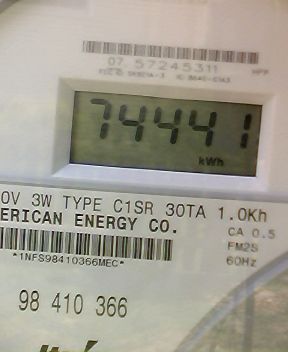 07 57245311
74441
kWh
0V 3W TYPE C1SR 30TA 1.0Kh
ERICAN ENERGY CO.
CA 0.5
FM2S
60Hz
*1NFS98410366MEC*
98 410 366